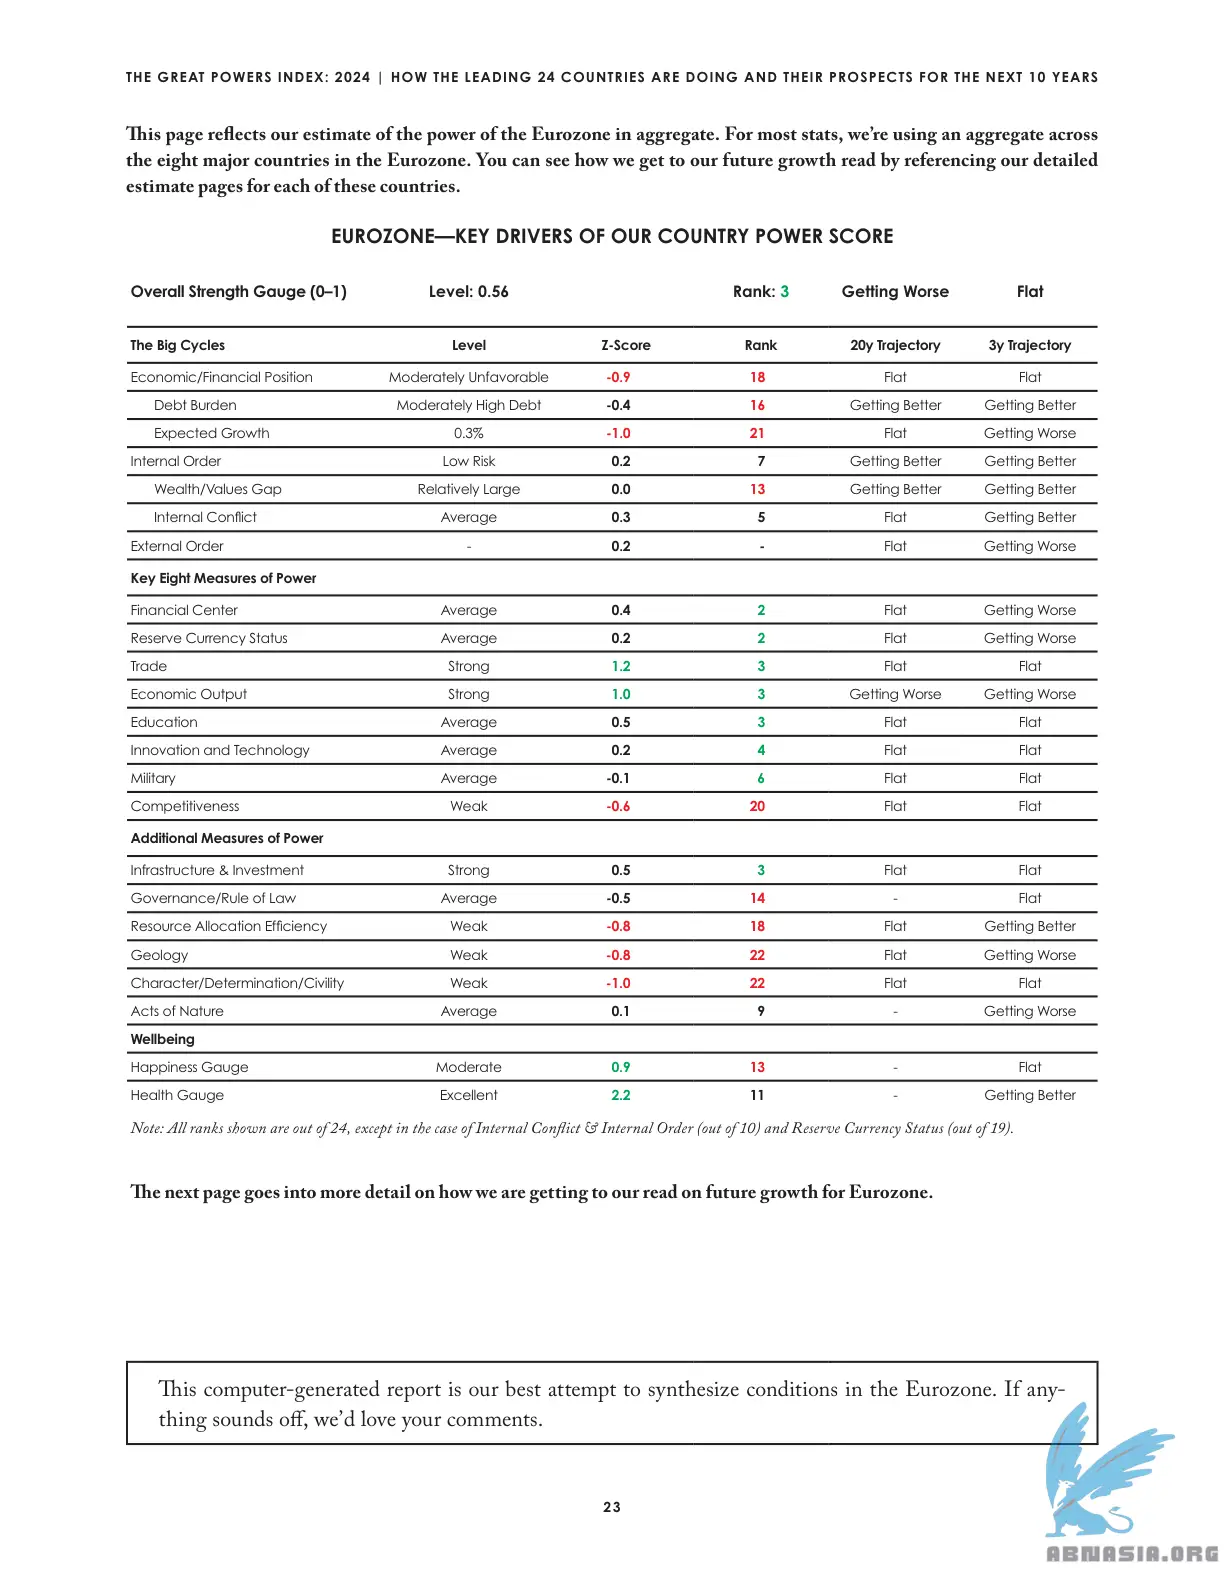 THE GREAT POWERS INDEX: 2024 | HOW THE LEADING 24 COUNTRIES ARE DOING AND THEIR PROSPECTS FOR THE NEXT 10 YEARS
This page reflects our estimate of the power of the Eurozone in aggregate. For most stats, we're using an aggregate across
the eight major countries in the Eurozone. You can see how we get to our future growth read by referencing our detailed
estimate pages for each of these countries.
EUROZONE—KEY DRIVERS OF OUR COUNTRY POWER SCORE
Overall Strength Gauge (0–1) Level: 0.56 Rank: 3 Getting Worse Flat
The Big Cycles Level Z-Score Rank 20y Trajectory 3y Trajectory
Economic/Financial Position Moderately Unfavorable -0.9 18 Flat Flat
Debt Burden Moderately High Debt -0.4 16 Getting Better Getting Better
Expected Growth 0.3% -1.0 21 Flat Getting Worse
Internal Order Low Risk 0.2 7 Getting Better Getting Better
Wealth/Values Gap Relatively Large 0.0 13 Getting Better Getting Better
Internal Conflict Average 0.3 5 Flat Getting Better
External Order - 0.2 - Flat Getting Worse
Key Eight Measures of Power
Financial Center Average 0.4 2 Flat Getting Worse
Reserve Currency Status Average 0.2 2 Flat Getting Worse
Trade Strong 1.2 3 Flat Flat
Economic Output Strong 1.0 3 Getting Worse Getting Worse
Education Average 0.5 3 Flat Flat
Innovation and Technology Average 0.2 4 Flat Flat
Military Average -0.1 6 Flat Flat
Competitiveness Weak -0.6 20 Flat Flat
Additional Measures of Power
Infrastructure & Investment Strong 0.5 3 Flat Flat
Governance/Rule of Law Average -0.5 14 - Flat
Resource Allocation Efficiency Weak -0.8 18 Flat Getting Better
Geology Weak -0.8 22 Flat Getting Worse
Character/Determination/Civility Weak -1.0 22 Flat Flat
Acts of Nature Average 0.1 9 - Getting Worse
Wellbeing
Happiness Gauge Moderate 0.9 13 - Flat
Health Gauge Excellent 2.2 11 - Getting Better
Note: All ranks shown are out of 24, except in the case of Internal Conflict & Internal Order (out of 10) and Reserve Currency Status (out of 19).
The next page goes into more detail on how we are getting to our read on future growth for Eurozone.
This computer-generated report is our best attempt to synthesize conditions in the Eurozone. If any-
thing sounds off, we'd love your comments.
23
ABNASIA.ORG